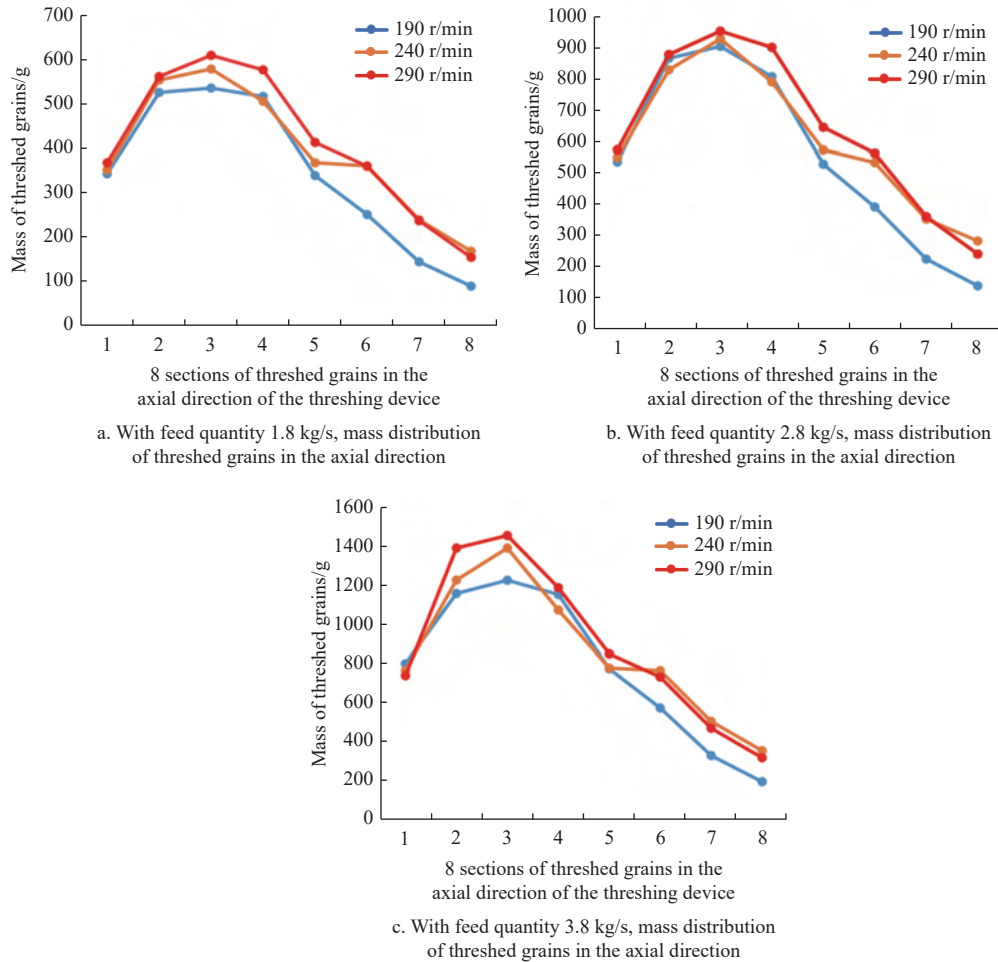 700
600
500
400
300
200
100
0
Mass of threshed grains/g
190 r/min
240 r/min
290 r/min
1 2 3 4 5 6 7 8
8 sections of threshed grains in the
axial direction of the threshing device
a. With feed quantity 1.8 kg/s, mass distribution
of threshed grains in the axial direction
1000
900
800
700
600
500
400
300
200
100
0
Mass of threshed grains/g
190 r/min
240 r/min
290 r/min
1 2 3 4 5 6 7 8
8 sections of threshed grains in the
axial direction of the threshing device
b. With feed quantity 2.8 kg/s, mass distribution
of threshed grains in the axial direction
1600
1400
1200
1000
800
600
400
200
0
Mass of threshed grains/g
190 r/min
240 r/min
290 r/min
1 2 3 4 5 6 7 8
8 sections of threshed grains in the
axial direction of the threshing device
c. With feed quantity 3.8 kg/s, mass distribution
of threshed grains in the axial direction